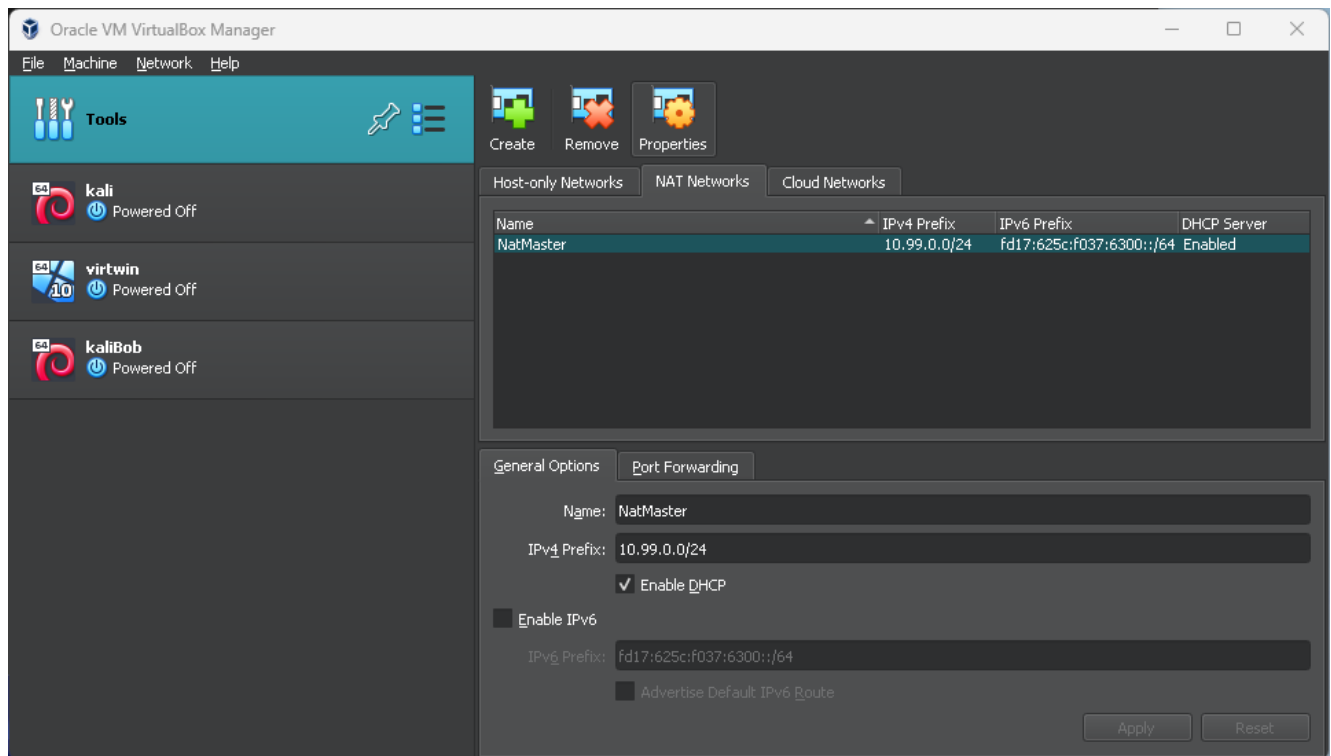 Oracle VM VirtualBox Manager
File Machine Network Help
Tools
Create Remove Properties
Host-only Networks NAT Networks Cloud Networks
Name IPv4 Prefix IPv6 Prefix DHCP Server
NatMaster 10.99.0.0/24 fd17:625c:f037:6300::/64 Enabled
64
kali
Powered Off
64
10
virtwin
Powered Off
64
kaliBob
Powered Off
General Options Port Forwarding
Name: NatMaster
IPv4 Prefix: 10.99.0.0/24
Enable DHCP
Enable IPv6
IPv6 Prefix: fd17:625c:f037:6300::/64
Advertise Default IPv6 Route
Apply Reset